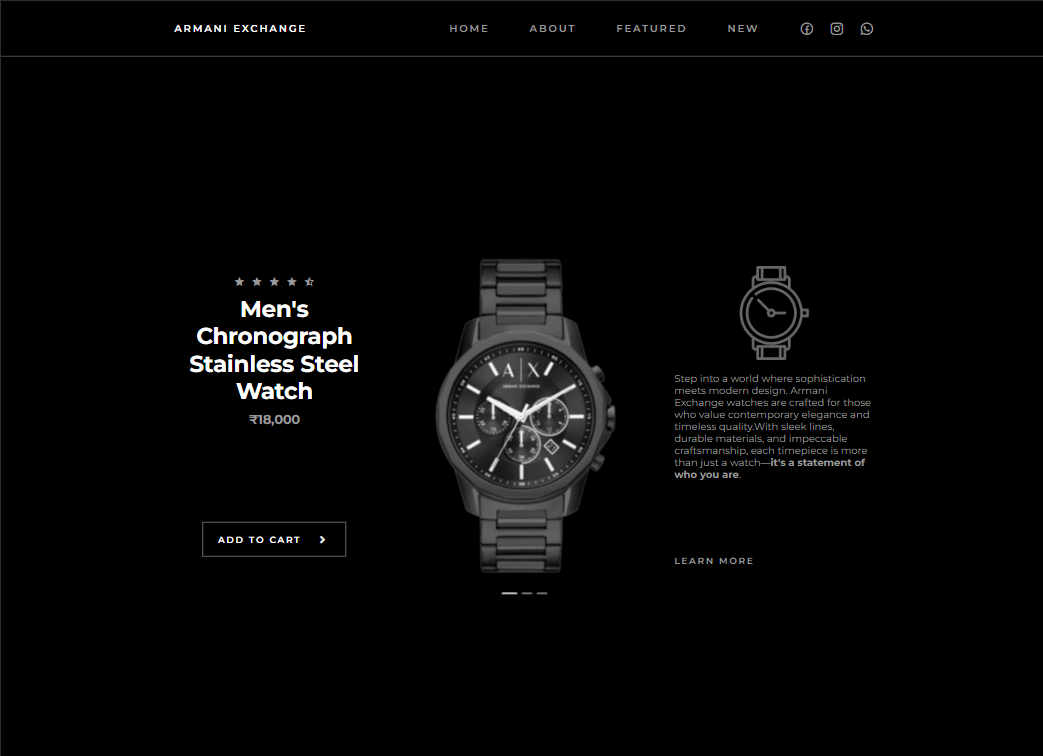 ARMANI EXCHANGE
HOME ABOUT FEATURED NEW
Men's
Chronograph
Stainless Steel
Watch
₹18,000
ADD TO CART
A|X
ARMANI EXCHANGE
Step into a world where sophistication
meets modern design. Armani
Exchange watches are crafted for those
who value contemporary elegance and
timeless quality.With sleek lines,
durable materials, and impeccable
craftsmanship, each timepiece is more
than just a watch—it's a statement of
who you are.
LEARN MORE